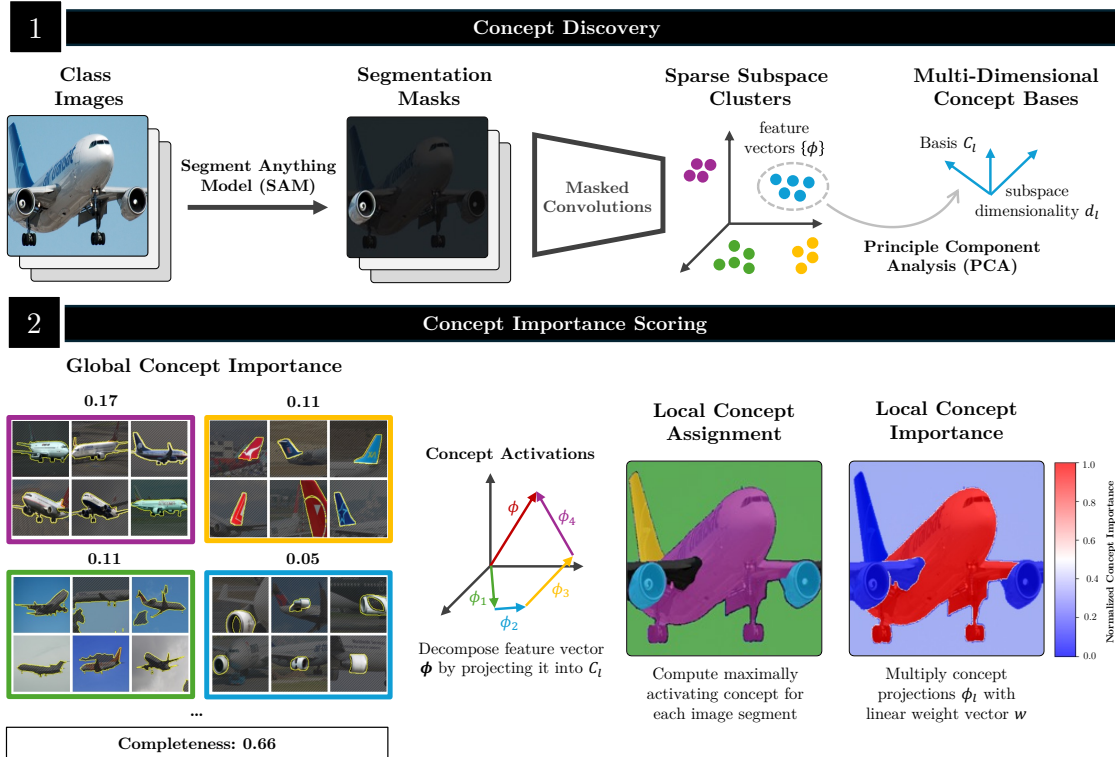 1
Concept Discovery
Class
Images
Segment Anything
Model (SAM)
Segmentation
Masks
Masked
Convolutions
Sparse Subspace
Clusters
feature
vectors {ϕ}
Multi-Dimensional
Concept Bases
Basis C_l
subspace
dimensionality d_l
Principle Component
Analysis (PCA)
2
Concept Importance Scoring
Global Concept Importance
0.17
0.11
0.11
0.05
...
Completeness: 0.66
Concept Activations
ϕ
ϕ_4
ϕ_1
ϕ_3
ϕ_2
Decompose feature vector
ϕ by projecting it into C_l
Local Concept
Assignment
Compute maximally
activating concept for
each image segment
Local Concept
Importance
Multiply concept
projections ϕ_l with
linear weight vector w
1.0
0.8
0.6
0.4
0.2
0.0
Normalized Concept Importance